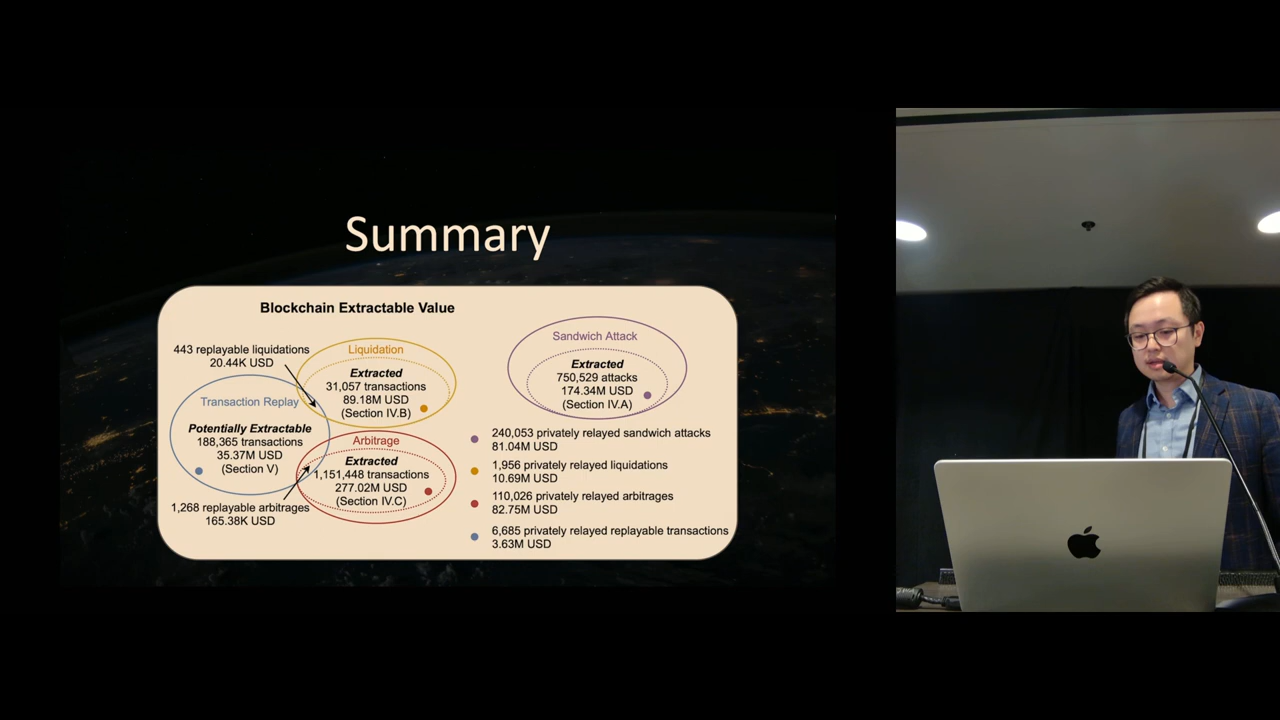 Summary
Blockchain Extractable Value
443 replayable liquidations
20.44K USD
Liquidation
Extracted
31,057 transactions
89.18M USD
(Section IV.B)
Transaction Replay
Potentially Extractable
188,365 transactions
35.37M USD
(Section V)
Arbitrage
Extracted
1,151,448 transactions
277.02M USD
(Section IV.C)
1,268 replayable arbitrages
165.38K USD
Sandwich Attack
Extracted
750,529 attacks
174.34M USD
(Section IV.A)
240,053 privately relayed sandwich attacks
81.04M USD
1,956 privately relayed liquidations
10.69M USD
110,026 privately relayed arbitrages
82.75M USD
6,685 privately relayed replayable transactions
3.63M USD